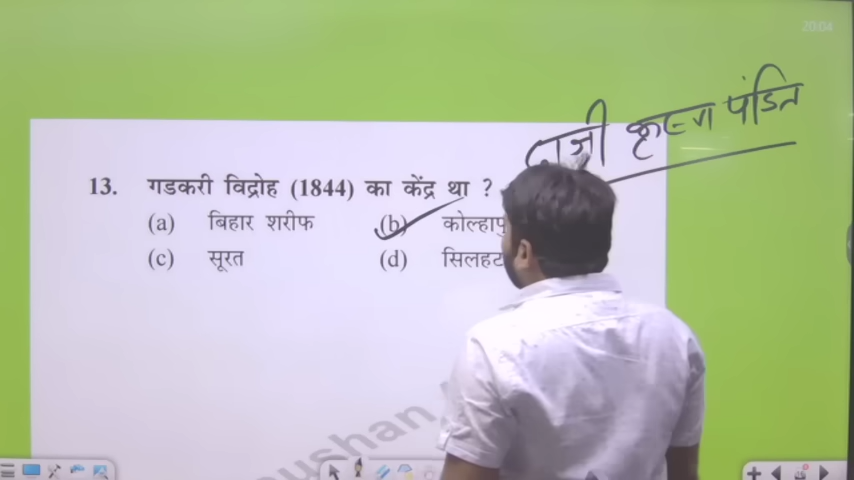 20:04
कृष्ण पंडित
13. गडकरी विद्रोह (1844) का केंद्र था ?
(a) बिहार शरीफ (b)
(c) सूरत (d) सिलहट